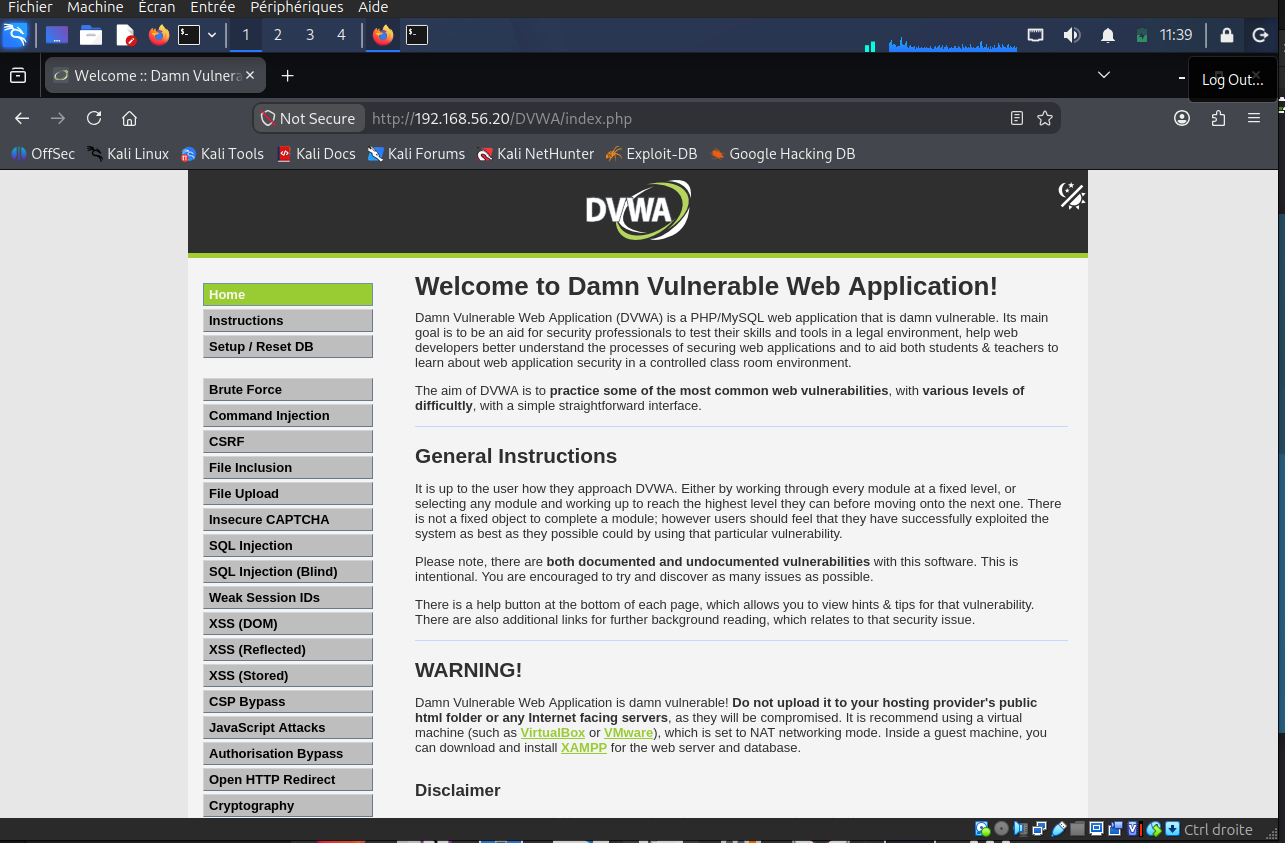 Fichier Machine Écran Entrée Périphériques Aide
1 2 3 4 11:39
Welcome :: Damn Vulnera
Log Out...
Not Secure http://192.168.56.20/DVWA/index.php
OffSec Kali Linux Kali Tools Kali Docs Kali Forums Kali NetHunter Exploit-DB Google Hacking DB
DVWA
Home
Instructions
Setup / Reset DB
Brute Force
Command Injection
CSRF
File Inclusion
File Upload
Insecure CAPTCHA
SQL Injection
SQL Injection (Blind)
Weak Session IDs
XSS (DOM)
XSS (Reflected)
XSS (Stored)
CSP Bypass
JavaScript Attacks
Authorisation Bypass
Open HTTP Redirect
Cryptography
Welcome to Damn Vulnerable Web Application!
Damn Vulnerable Web Application (DVWA) is a PHP/MySQL web application that is damn vulnerable. Its main
goal is to be an aid for security professionals to test their skills and tools in a legal environment, help web
developers better understand the processes of securing web applications and to aid both students & teachers to
learn about web application security in a controlled class room environment.
The aim of DVWA is to practice some of the most common web vulnerabilities, with various levels of
difficultly, with a simple straightforward interface.
General Instructions
It is up to the user how they approach DVWA. Either by working through every module at a fixed level, or
selecting any module and working up to reach the highest level they can before moving onto the next one. There
is not a fixed object to complete a module; however users should feel that they have successfully exploited the
system as best as they possible could by using that particular vulnerability.
Please note, there are both documented and undocumented vulnerabilities with this software. This is
intentional. You are encouraged to try and discover as many issues as possible.
There is a help button at the bottom of each page, which allows you to view hints & tips for that vulnerability.
There are also additional links for further background reading, which relates to that security issue.
WARNING!
Damn Vulnerable Web Application is damn vulnerable! Do not upload it to your hosting provider's public
html folder or any Internet facing servers, as they will be compromised. It is recommend using a virtual
machine (such as VirtualBox or VMware), which is set to NAT networking mode. Inside a guest machine, you
can download and install XAMPP for the web server and database.
Disclaimer
Ctrl droite